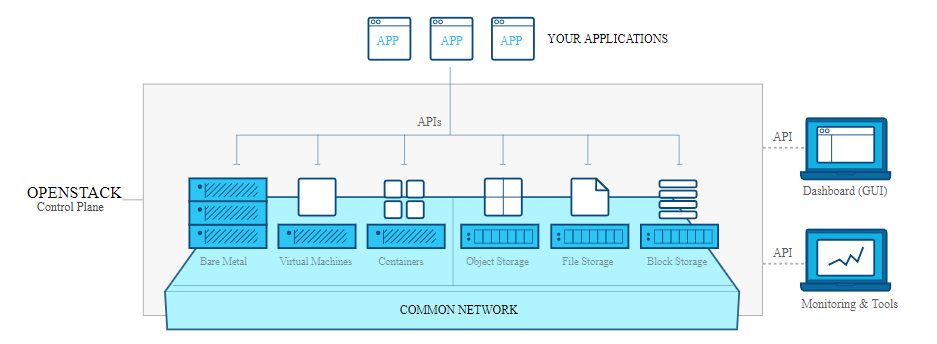 APP APP APP YOUR APPLICATIONS
APIs
API
Dashboard (GUI)
OPENSTACK
Control Plane
Bare Metal Virtual Machines Containers Object Storage File Storage Block Storage
API
Monitoring & Tools
COMMON NETWORK